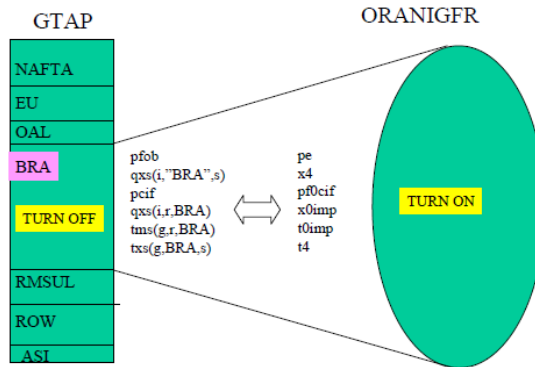 GTAP
ORANIGFR
NAFTA
EU
OAL
BRA
TURN OFF
RMSUL
ROW
ASI
pfob
qxs(i,"BRA",s)
pcif
qxs(i,r,BRA)
tms(g,r,BRA)
txs(g,BRA,s)
pe
x4
pf0cif
x0imp
t0imp
t4
TURN ON